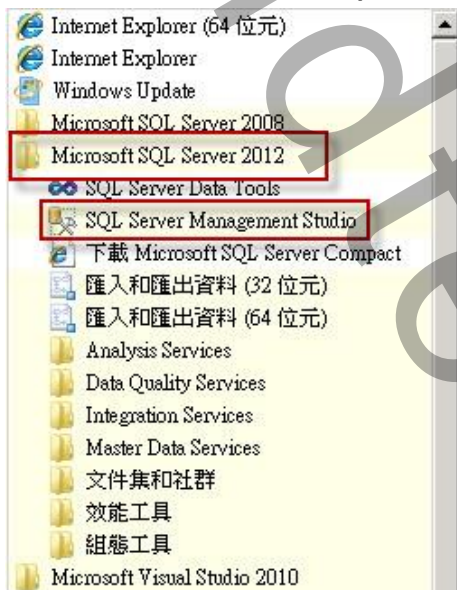 Internet Explorer (64 位元)
Internet Explorer
Windows Update
Microsoft SQL Server 2008
Microsoft SQL Server 2012
SQL Server Data Tools
SQL Server Management Studio
下載 Microsoft SQL Server Compact
匯入和匯出資料 (32 位元)
匯入和匯出資料 (64 位元)
Analysis Services
Data Quality Services
Integration Services
Master Data Services
文件集和社群
效能工具
組態工具
Microsoft Visual Studio 2010